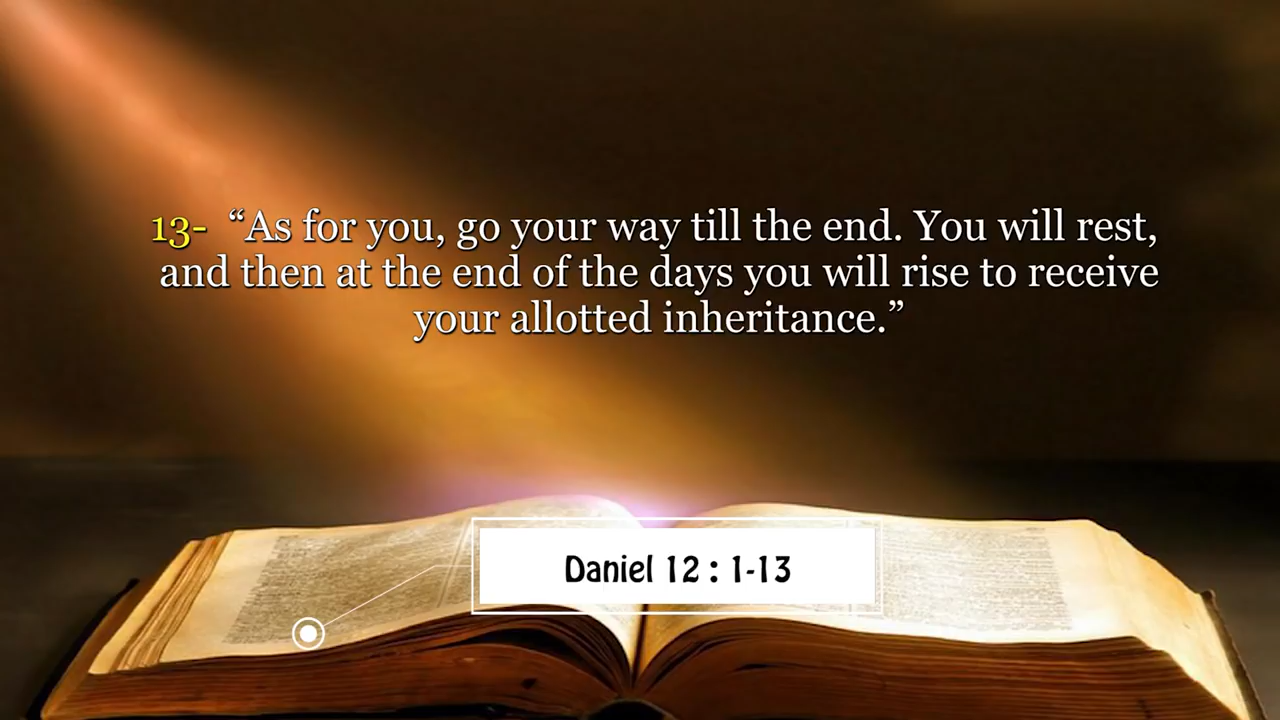 13- “As for you, go your way till the end. You will rest,
and then at the end of the days you will rise to receive
your allotted inheritance.”
Daniel 12 : 1-13